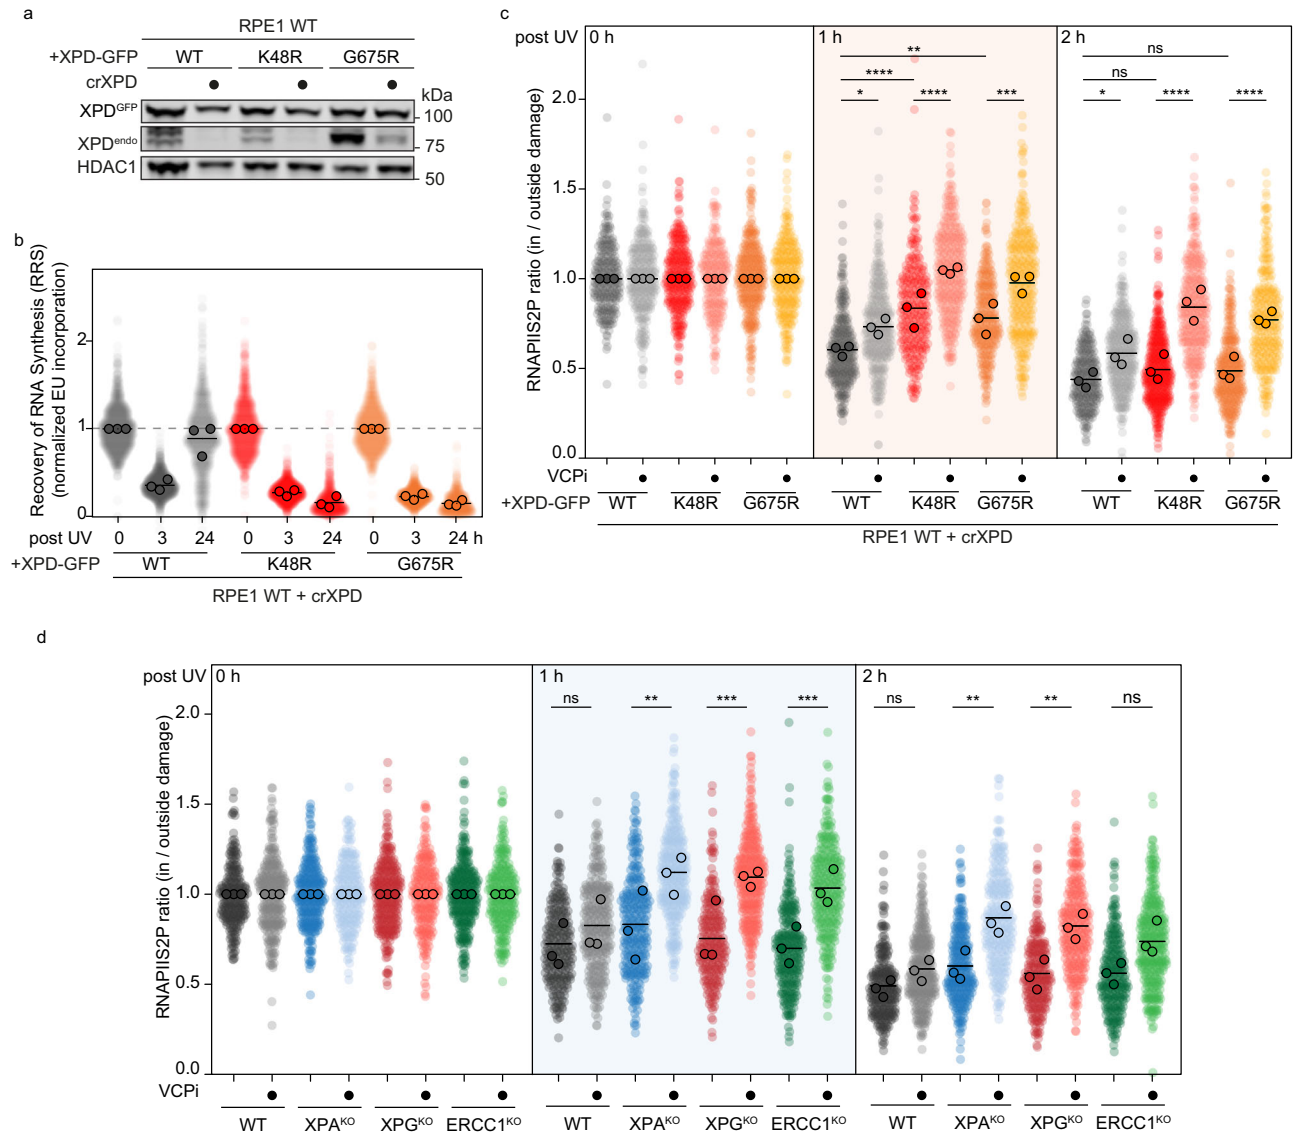 a
RPE1 WT
+XPD-GFP WT K48R G675R
crXPD ● ● ● kDa
XPDGFP 100
XPDendo 75
HDAC1 50
b
Recovery of RNA Synthesis (RRS)
(normalized EU incorporation)
2
1
0
post UV 0 3 24 0 3 24 0 3 24 h
+XPD-GFP WT K48R G675R
RPE1 WT + crXPD
c
post UV 0 h 1 h 2 h
** ns
**** ns
* **** *** * **** ****
RNAPIIS2P ratio (in / outside damage)
2.0
1.5
1.0
0.5
0.0
VCPi ● ● ● ● ● ● ● ● ●
+XPD-GFP WT K48R G675R WT K48R G675R WT K48R G675R
RPE1 WT + crXPD
d
post UV 0 h 1 h 2 h
ns ** *** *** ns ** ** ns
RNAPIIS2P ratio (in / outside damage)
2.0
1.5
1.0
0.5
0.0
VCPi ● ● ● ● ● ● ● ● ● ● ● ●
WT XPAKO XPGKO ERCC1KO WT XPAKO XPGKO ERCC1KO WT XPAKO XPGKO ERCC1KO